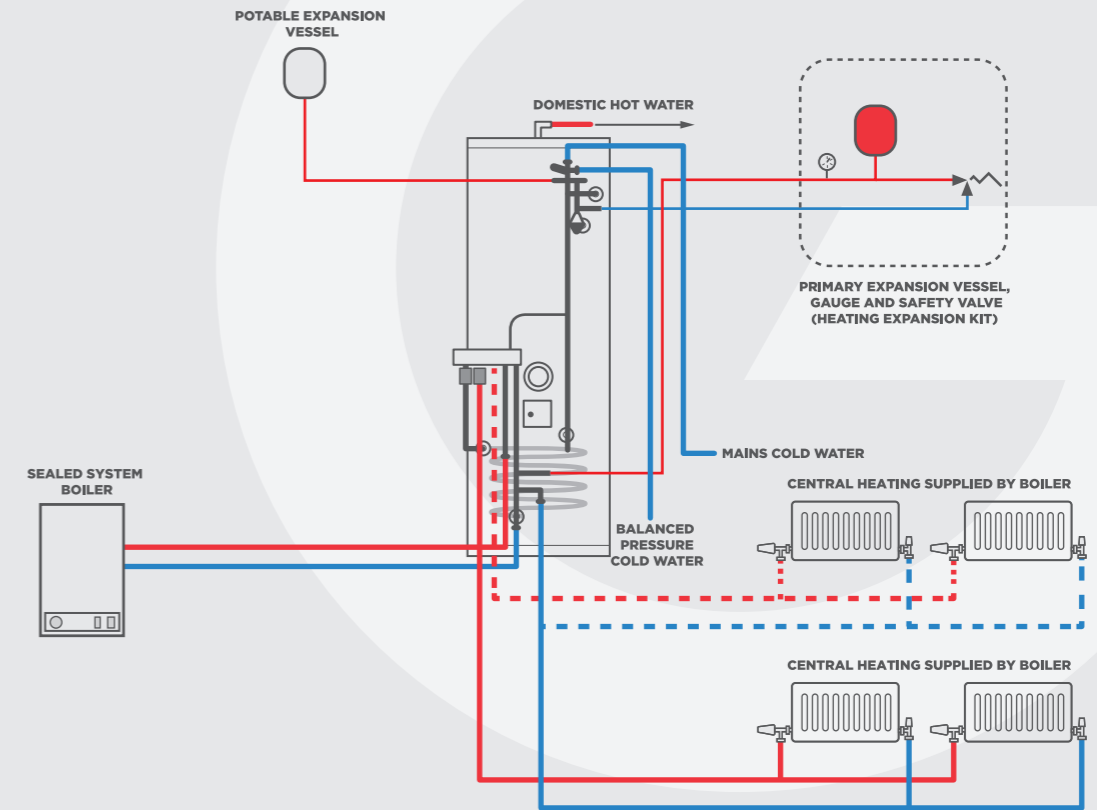 POTABLE EXPANSION
VESSEL
DOMESTIC HOT WATER
PRIMARY EXPANSION VESSEL,
GAUGE AND SAFETY VALVE
(HEATING EXPANSION KIT)
MAINS COLD WATER
SEALED SYSTEM
BOILER
CENTRAL HEATING SUPPLIED BY BOILER
BALANCED
PRESSURE
COLD WATER
CENTRAL HEATING SUPPLIED BY BOILER